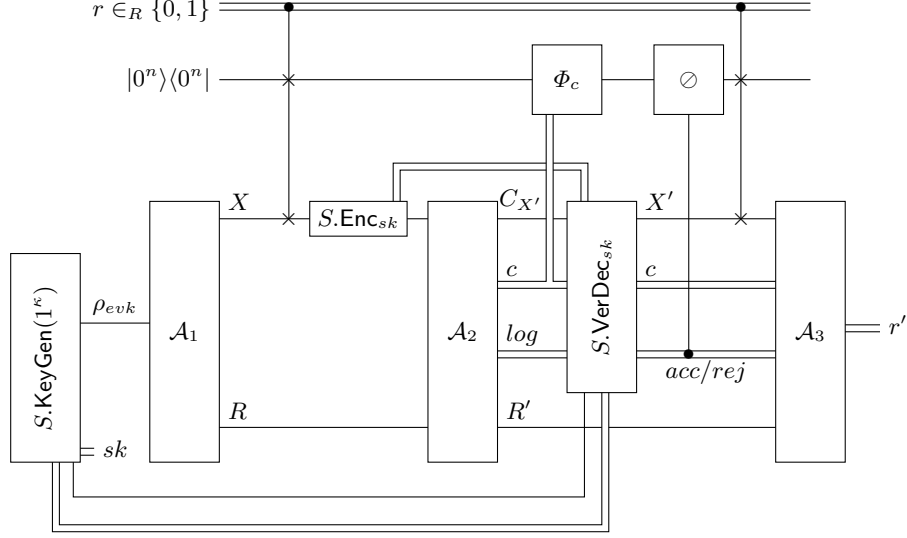 r ∈_R {0, 1}
|0^n⟩⟨0^n|
Φ_c
⊘
X
S.Enc_{sk}
C_{X'}
X'
S.KeyGen(1^κ)
ρ_{evk}
A_1
A_2
c
S.VerDec_{sk}
c
A_3
r'
log
acc/rej
R
R'
sk